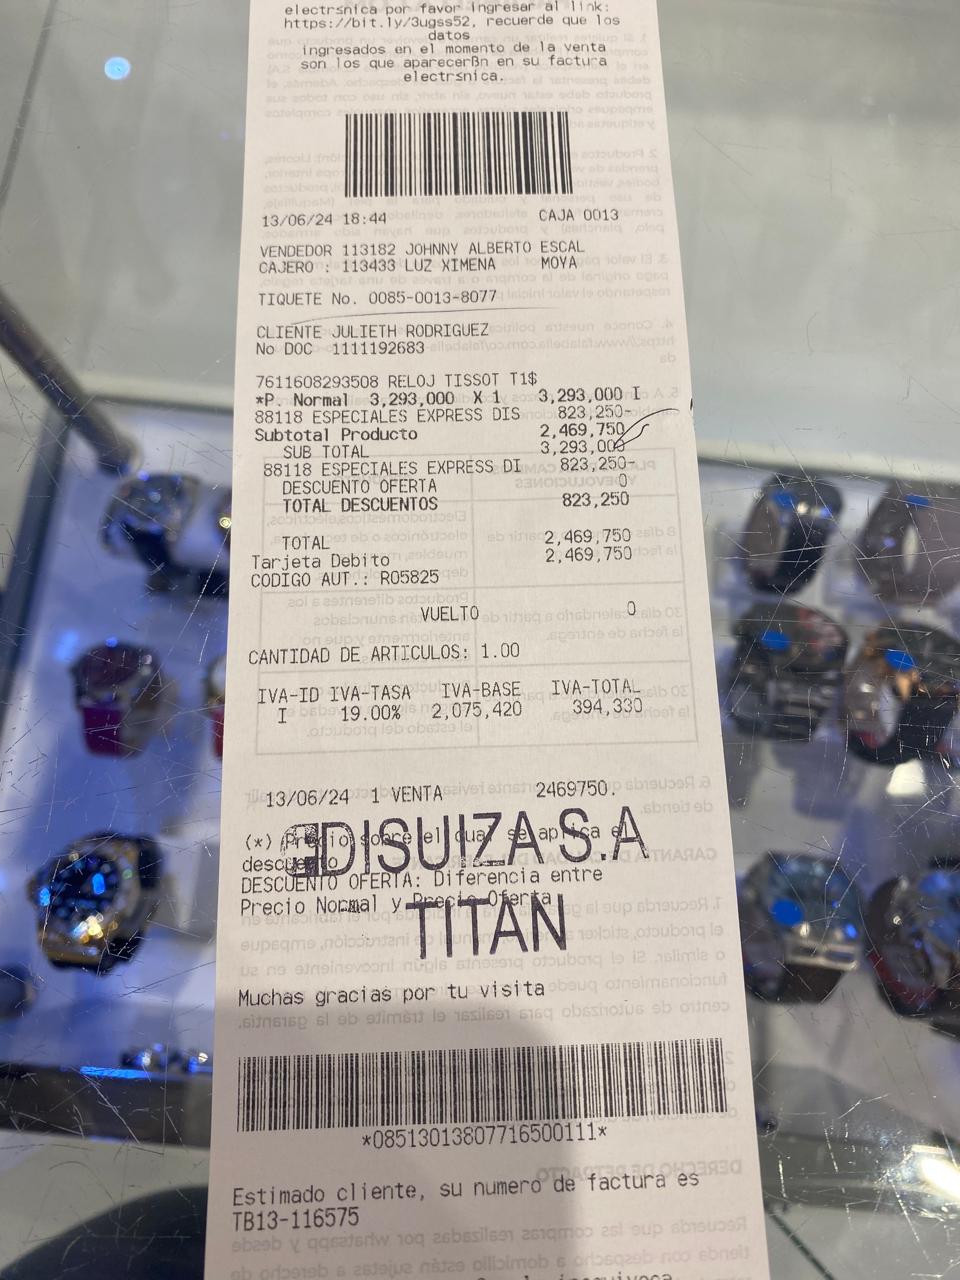 electrsnica por favor ingresar al link:
https://bit.ly/3ugss52, recuerde que los
datos
ingresados en el momento de la venta
son los que aparecerßn en su factura
electrsnica.
13/06/24 18:44 CAJA 0013
VENDEDOR 113182 JOHNNY ALBERTO ESCAL
CAJERO : 113433 LUZ XIMENA MOYA
TIQUETE No. 0085-0013-8077
CLIENTE JULIETH RODRIGUEZ
No DOC 1111192683
7611608293508 RELOJ TISSOT T1$
*P. Normal 3,293,000 X 1 3,293,000 I
88118 ESPECIALES EXPRESS DIS 823,250-
Subtotal Producto 2,469,750
SUB TOTAL 3,293,000
88118 ESPECIALES EXPRESS DI 823,250-
DESCUENTO OFERTA 0
TOTAL DESCUENTOS 823,250
TOTAL 2,469,750
Tarjeta Debito 2,469,750
CODIGO AUT.: R05825
VUELTO 0
CANTIDAD DE ARTICULOS: 1.00
IVA-ID IVA-TASA IVA-BASE IVA-TOTAL
I 19.00% 2,075,420 394,330
13/06/24 1 VENTA 2469750.
(*) Precio sobre el cual se aplica el
descuento
DISUIZA S.A
DESCUENTO OFERTA: Diferencia entre
Precio Normal y Precio Oferta
TITAN
Muchas gracias por tu visita
*08513013807716500111*
Estimado cliente, su numero de factura es
TB13-116575